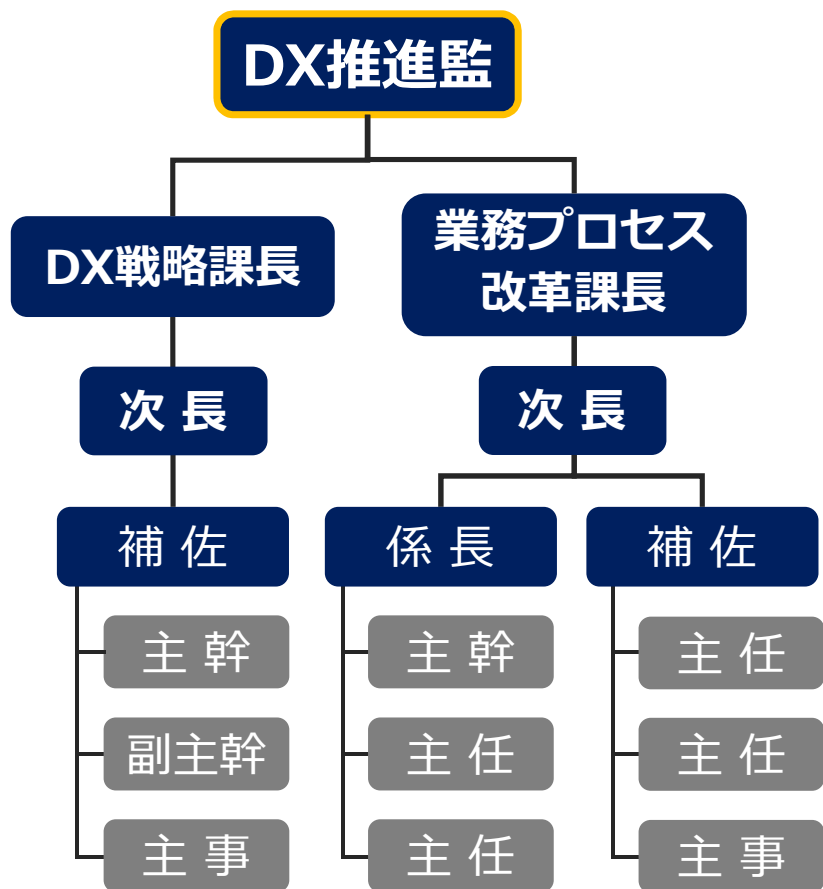 DX推進監
DX戦略課長
業務プロセス
改革課長
次 長
次 長
補 佐
係 長
補 佐
主 幹
主 幹
主 任
副主幹
主 任
主 任
主 事
主 任
主 事